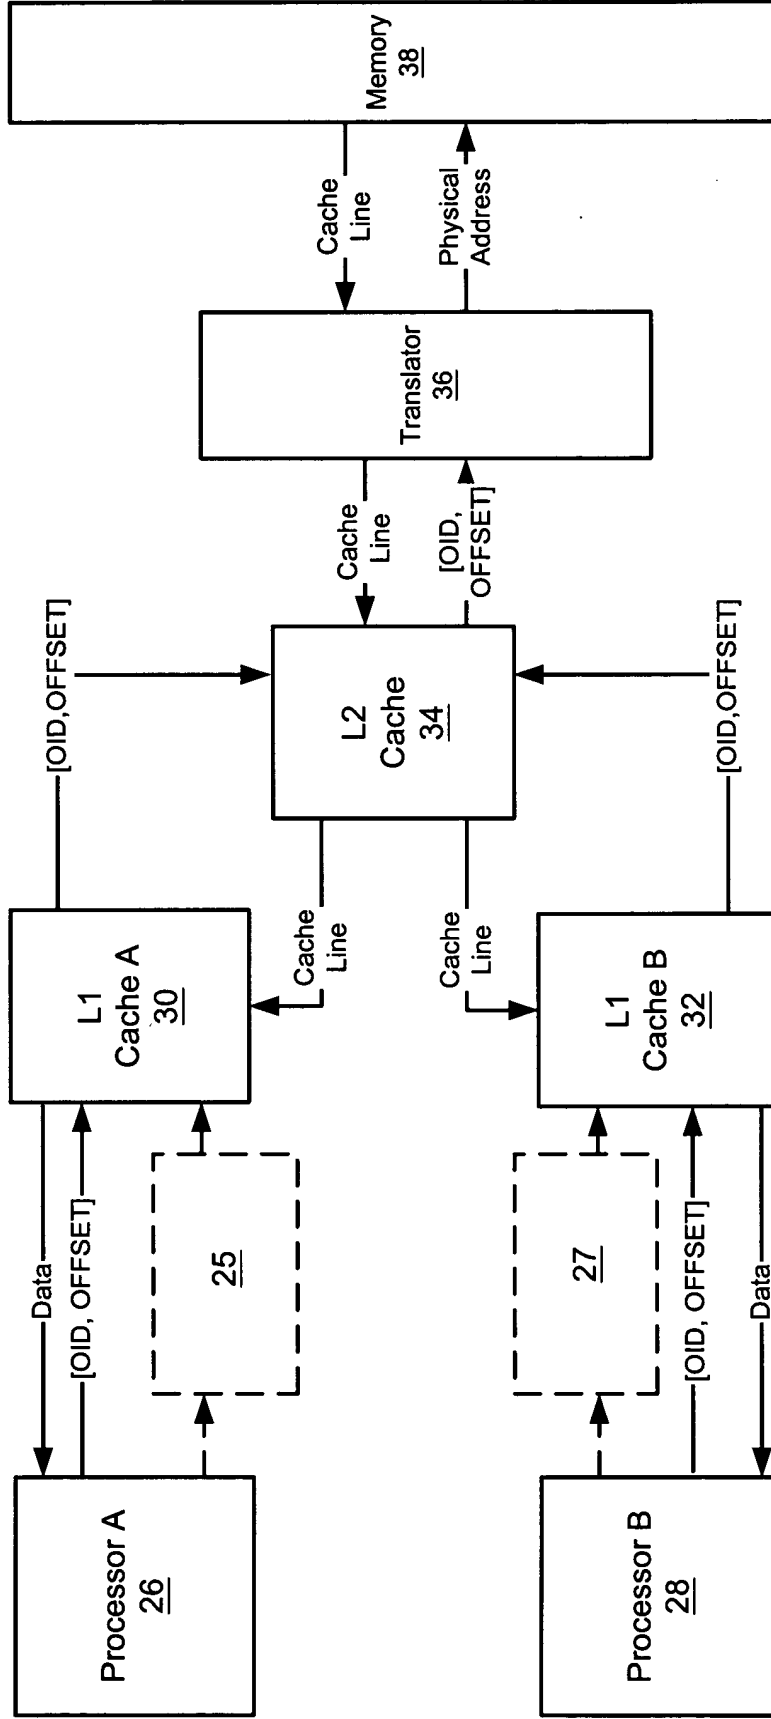 Processor A
26
Data
[OID, OFFSET]
25
L1
Cache A
30
[OID,OFFSET]
Cache
Line
L2
Cache
34
Cache
Line
[OID,
OFFSET]
Translator
36
Cache
Line
Physical
Address
Memory
38
Processor B
28
27
[OID, OFFSET]
Data
L1
Cache B
32
Cache
Line
[OID,OFFSET]